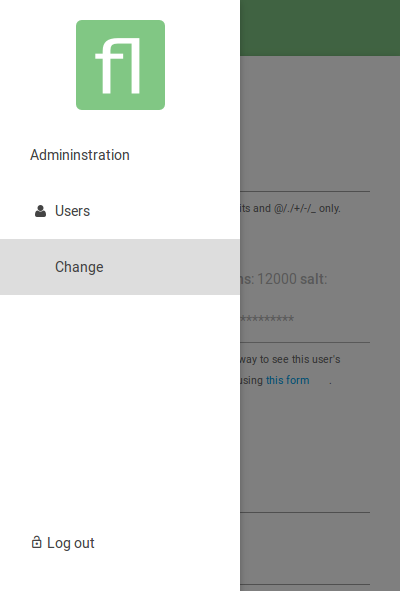 fl
Admininstration
Users
Change
Log out
its and @/./+/-/_ only.
ns: 12000 salt:
**********
way to see this user's
using this form .